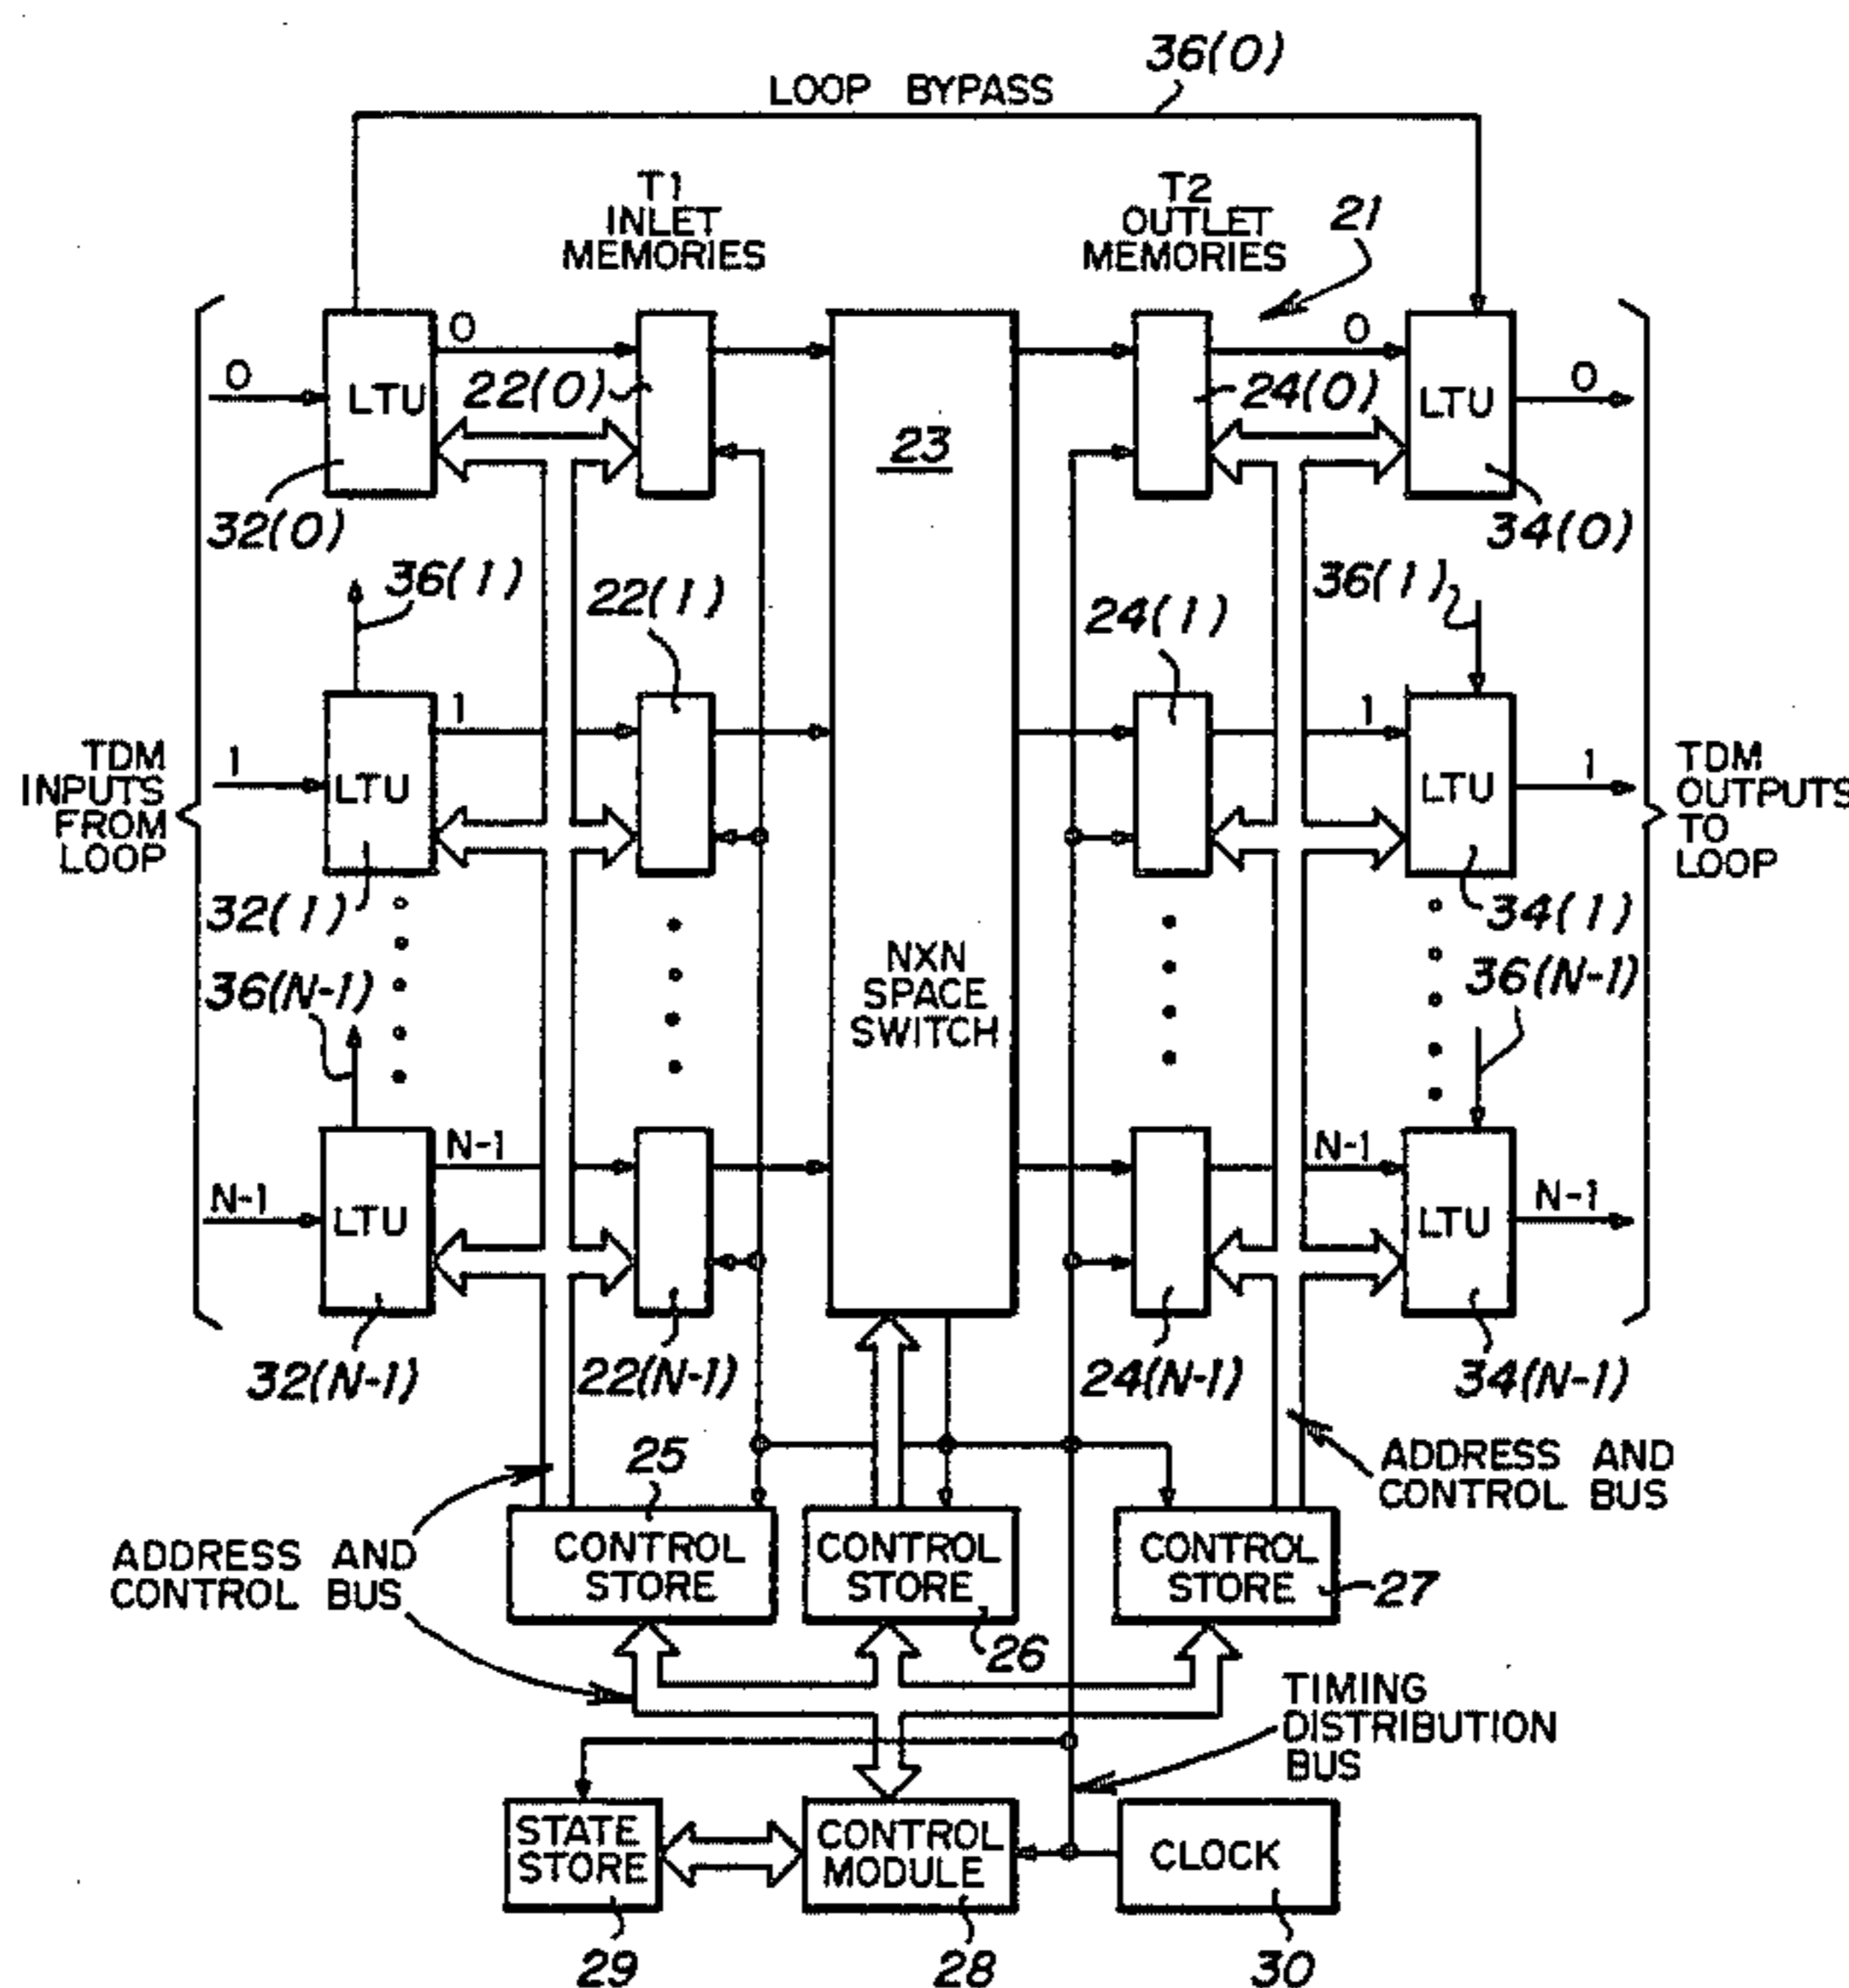 36(0)
LOOP BYPASS
T1
INLET
MEMORIES
T2
OUTLET
MEMORIES
21
0
0
LTU
22(0)
23
0
24(0)
LTU
0
32(0)
34(0)
36(1)
22(1)
24(1)
36(1)
TDM
INPUTS
FROM
LOOP
1
LTU
1
1
LTU
1
TDM
OUTPUTS
TO
LOOP
32(1)
34(1)
36(N-1)
NXN
SPACE
SWITCH
36(N-1)
N-1
LTU
N-1
N-1
LTU
N-1
32(N-1)
22(N-1)
24(N-1)
34(N-1)
ADDRESS AND
CONTROL BUS
25
CONTROL
STORE
CONTROL
STORE
26
CONTROL
STORE
27
ADDRESS AND
CONTROL BUS
TIMING
DISTRIBUTION
BUS
STATE
STORE
29
CONTROL
MODULE
28
CLOCK
30